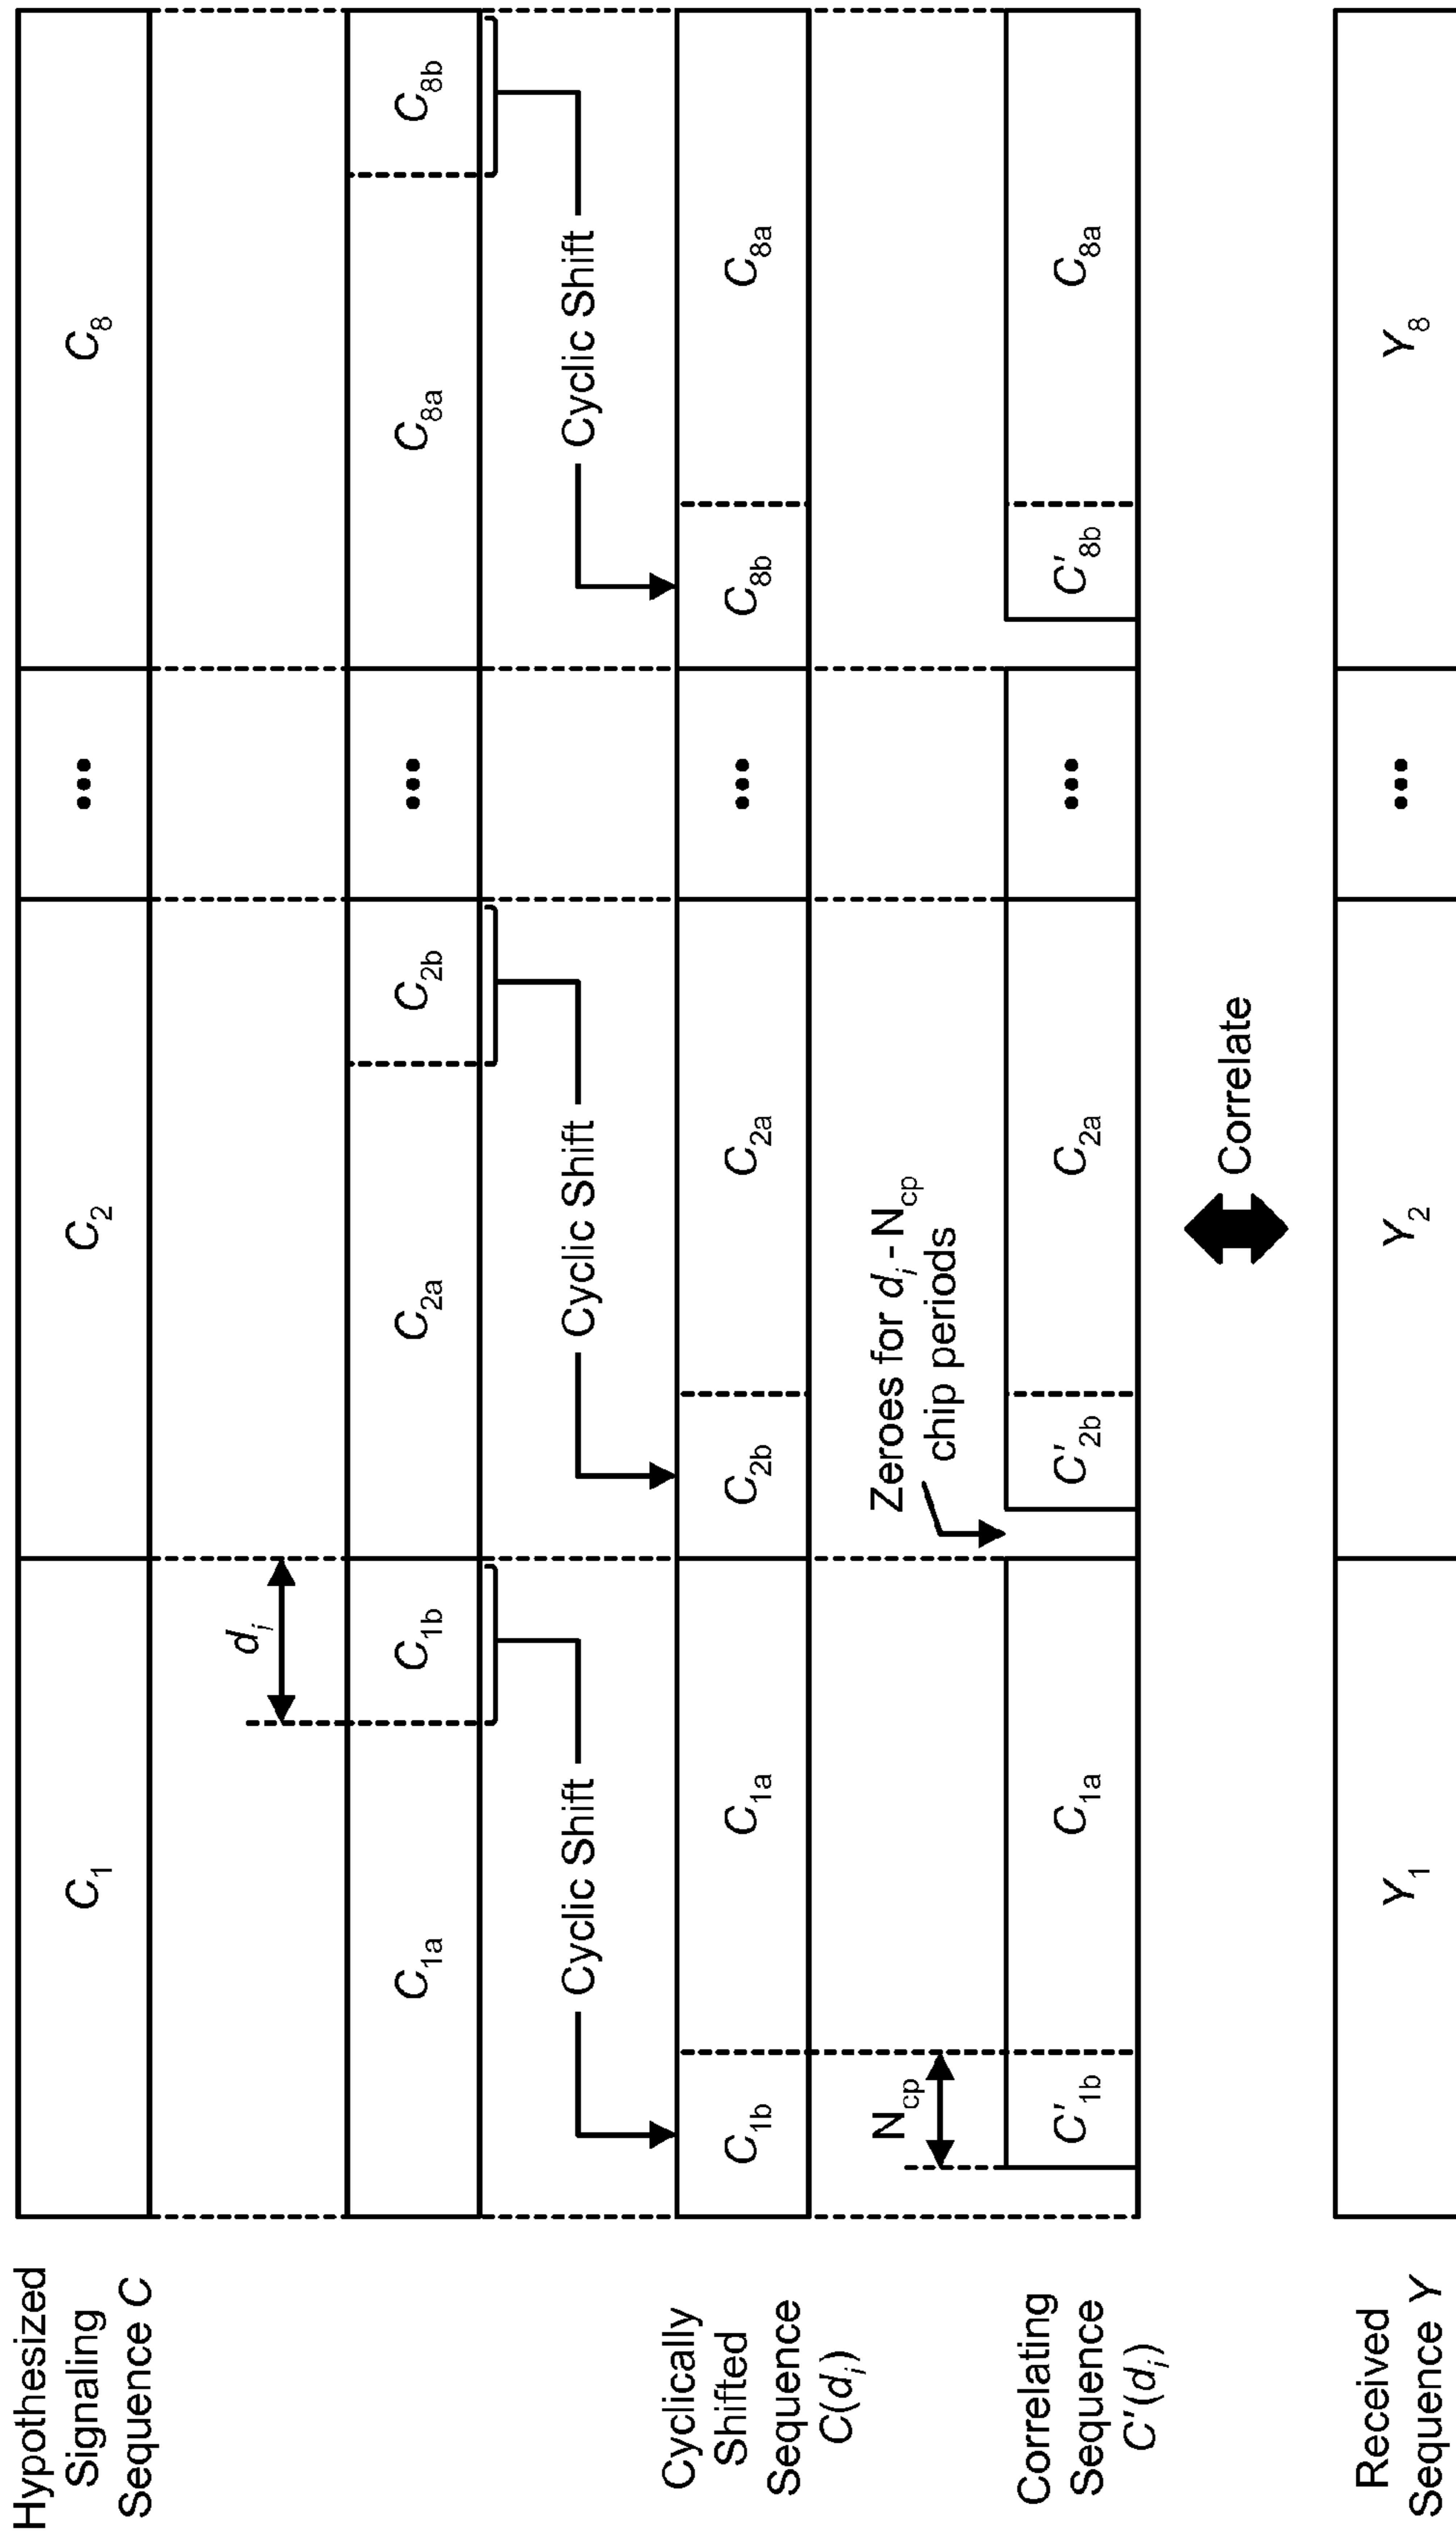 Hypothesized
Signaling
Sequence C
C₁
C₂
•••
C₈
dᵢ
C₁ₐ
C₁b
C₂ₐ
C₂b
•••
C₈ₐ
C₈b
Cyclic Shift
Cyclic Shift
Cyclic Shift
Cyclically
Shifted
Sequence
C(dᵢ)
C₁b
C₁ₐ
C₂b
C₂ₐ
•••
C₈b
C₈ₐ
N_cp
Zeroes for dᵢ - N_cp
chip periods
Correlating
Sequence
C'(dᵢ)
C'₁b
C₁ₐ
C'₂b
C₂ₐ
•••
C'₈b
C₈ₐ
Correlate
Received
Sequence Y
Y₁
Y₂
•••
Y₈